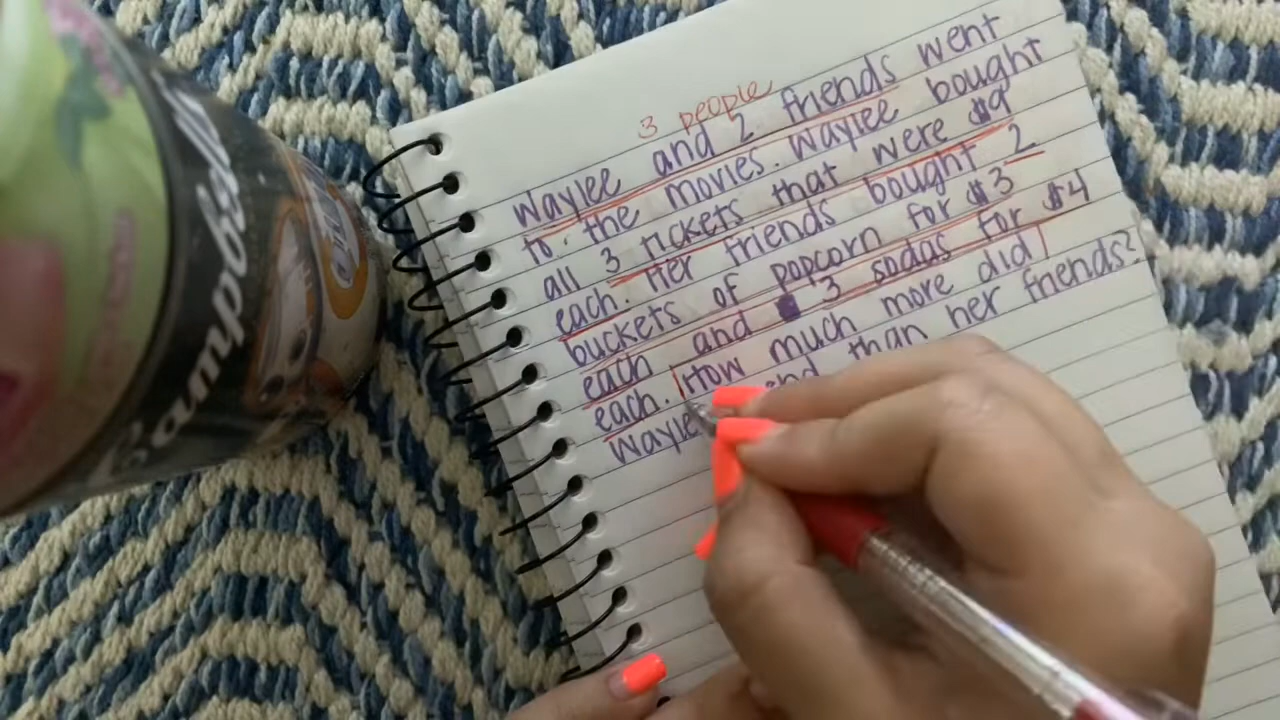 3 people
Waylee and 2 friends went
to the movies. Waylee bought
all 3 tickets that were $9
each. Her friends bought 2
buckets of popcorn for $3
each and 3 sodas for $4
each. How much more did
Wayle than her friends?